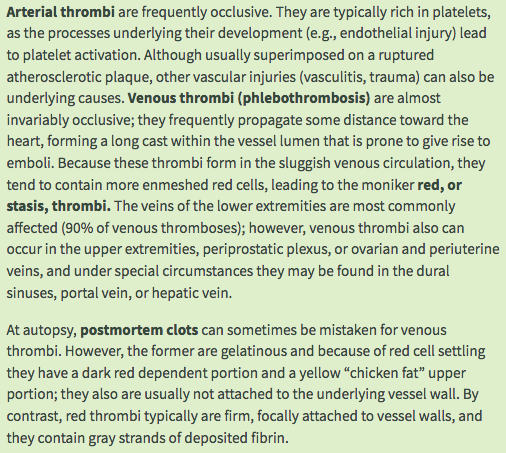 Arterial thrombi are frequently occlusive. They are typically rich in platelets,
as the processes underlying their development (e.g., endothelial injury) lead
to platelet activation. Although usually superimposed on a ruptured
atherosclerotic plaque, other vascular injuries (vasculitis, trauma) can also be
underlying causes. Venous thrombi (phlebothrombosis) are almost
invariably occlusive; they frequently propagate some distance toward the
heart, forming a long cast within the vessel lumen that is prone to give rise to
emboli. Because these thrombi form in the sluggish venous circulation, they
tend to contain more enmeshed red cells, leading to the moniker red, or
stasis, thrombi. The veins of the lower extremities are most commonly
affected (90% of venous thromboses); however, venous thrombi also can
occur in the upper extremities, periprostatic plexus, or ovarian and periuterine
veins, and under special circumstances they may be found in the dural
sinuses, portal vein, or hepatic vein.
At autopsy, postmortem clots can sometimes be mistaken for venous
thrombi. However, the former are gelatinous and because of red cell settling
they have a dark red dependent portion and a yellow “chicken fat” upper
portion; they also are usually not attached to the underlying vessel wall. By
contrast, red thrombi typically are firm, focally attached to vessel walls, and
they contain gray strands of deposited fibrin.